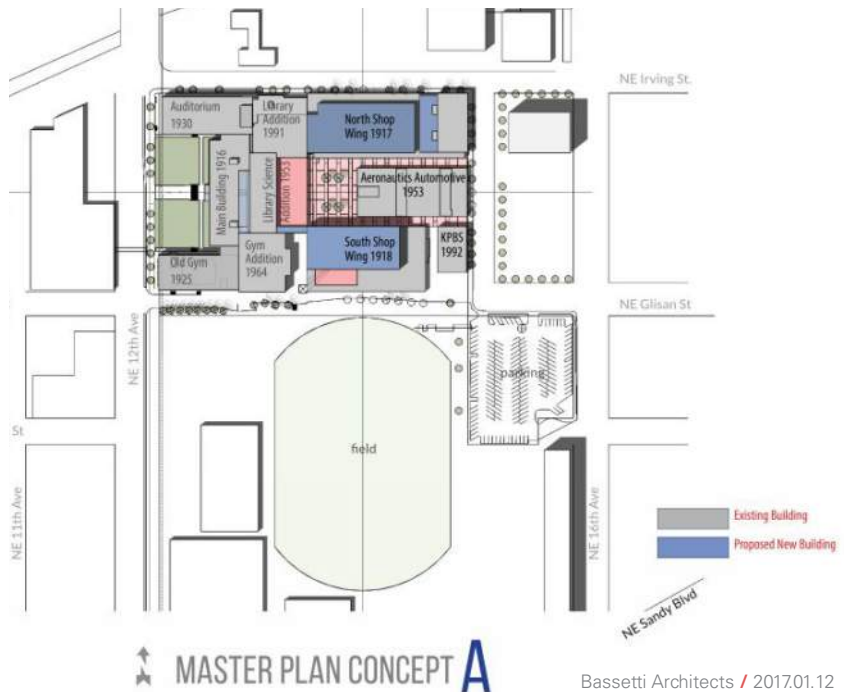 NE Irving St.
Auditorium
1930
Library
Addition
1991
North Shop
Wing 1917
Main Building 1916
Library Science
Addition 1953
Aeronautics Automotive
1953
Old Gym
1925
Gym
Addition
1964
South Shop
Wing 1918
KPBS
1992
NE Glisan St
NE 12th Ave
parking
St
field
NE 11th Ave
NE 16th Ave
Existing Building
Proposed New Building
NE Sandy Blvd
MASTER PLAN CONCEPT A
Bassetti Architects / 2017.01.12